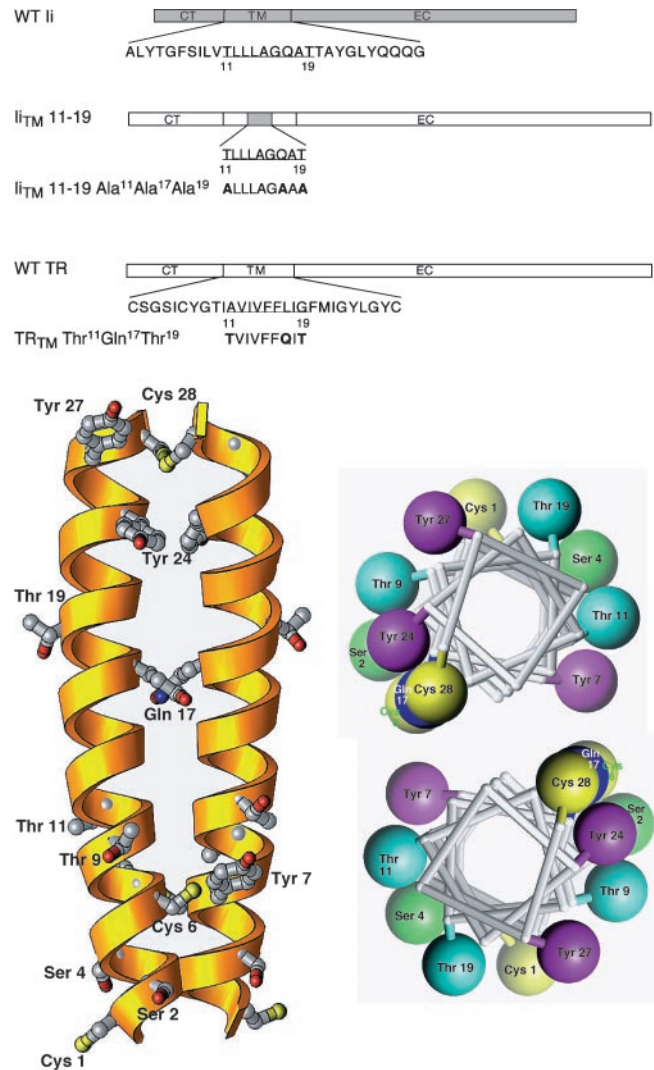 WT Ii
CT TM EC
ALYTGFSILVTLLLAGQATTAYGLYQQQG
11 19
IiTM 11-19
CT TM EC
TLLLAGQAT
11 19
IiTM 11-19 Ala11Ala17Ala19 ALLLAGAAA
WT TR
CT TM EC
CSGSICYGTIAVIVFFLIGFMIGYLGYC
11 19
TRTM Thr11Gln17Thr19 TVIVFFQIT
Tyr 27
Cys 28
Tyr 24
Thr 19
Gln 17
Thr 11
Thr 9
Tyr 7
Cys 6
Ser 4
Ser 2
Cys 1
Tyr 27
Cys 1
Thr 19
Ser 4
Thr 9
Thr 11
Tyr 24
Ser 2
Tyr 7
Gln 17
Cys 28
Gln 17
Cys 28
Tyr 7
Ser 2
Tyr 24
Thr 11
Thr 9
Ser 4
Thr 19
Cys 1
Tyr 27